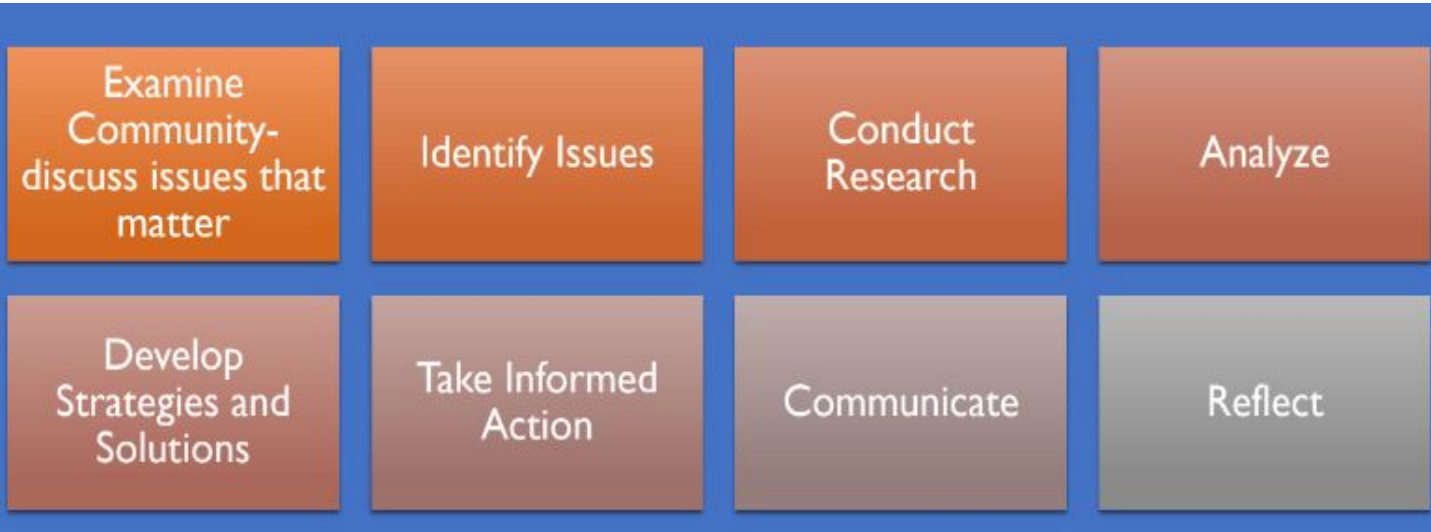 Examine
Community-
discuss issues that
matter
Identify Issues
Conduct
Research
Analyze
Develop
Strategies and
Solutions
Take Informed
Action
Communicate
Reflect